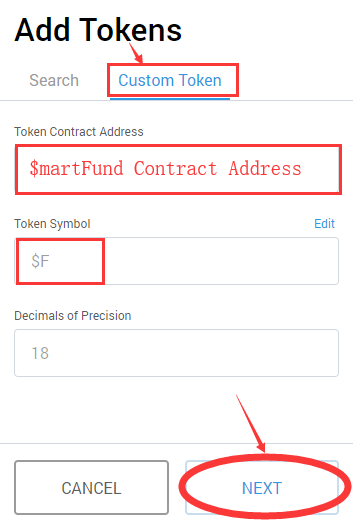 Add Tokens
Search Custom Token
Token Contract Address
$martFund Contract Address
Token Symbol Edit
$F
Decimals of Precision
18
CANCEL NEXT